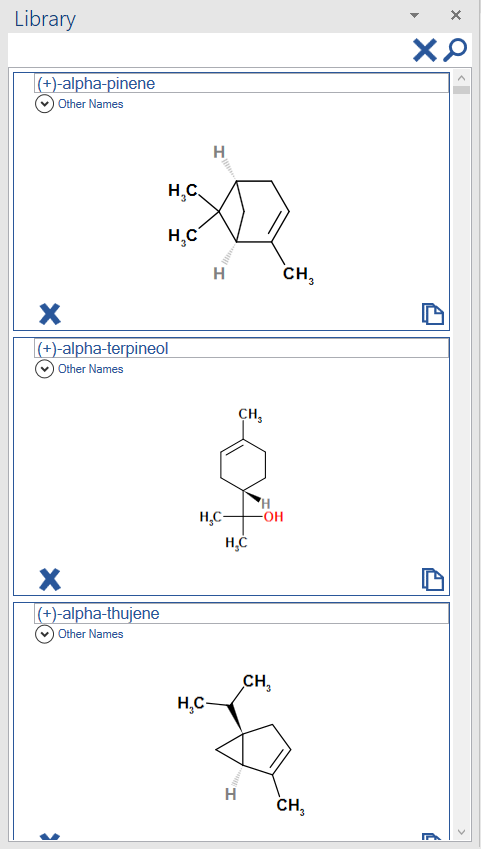 Library
(+)-alpha-pinene
Other Names
H
H₃C
H₃C
H
CH₃
(+)-alpha-terpineol
Other Names
CH₃
H
H₃C
OH
H₃C
(+)-alpha-thujene
Other Names
CH₃
H₃C
H
CH₃